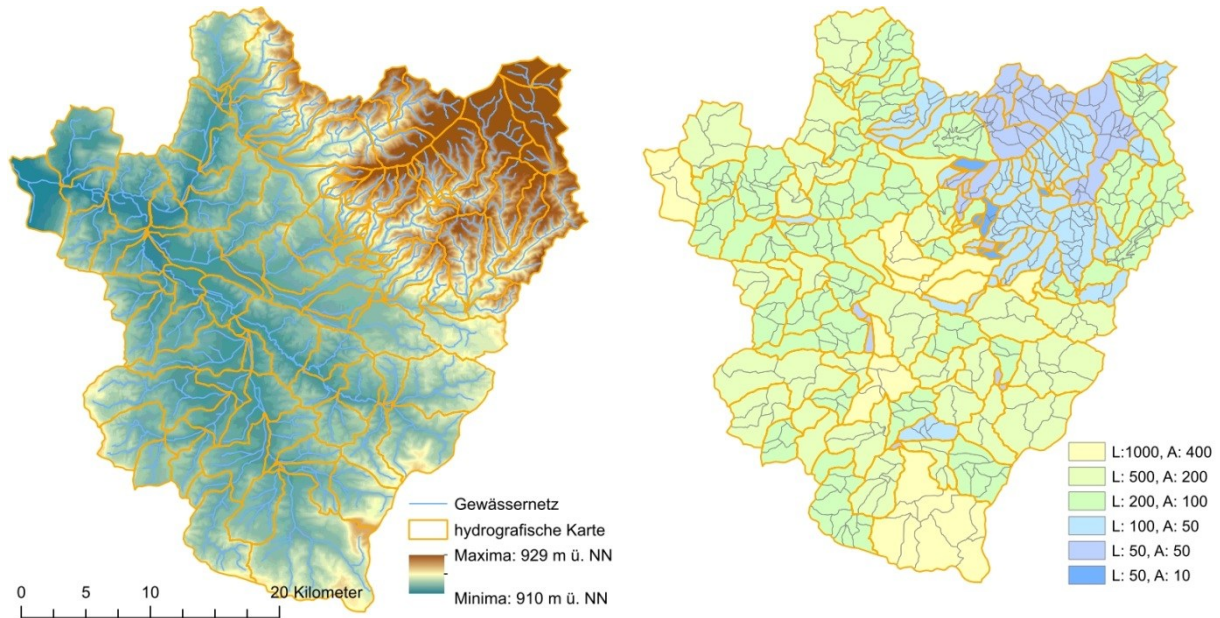 Gewässernetz
hydrografische Karte
Maxima: 929 m ü. NN
Minima: 910 m ü. NN
0 5 10 20 Kilometer
L:1000, A: 400
L: 500, A: 200
L: 200, A: 100
L: 100, A: 50
L: 50, A: 50
L: 50, A: 10